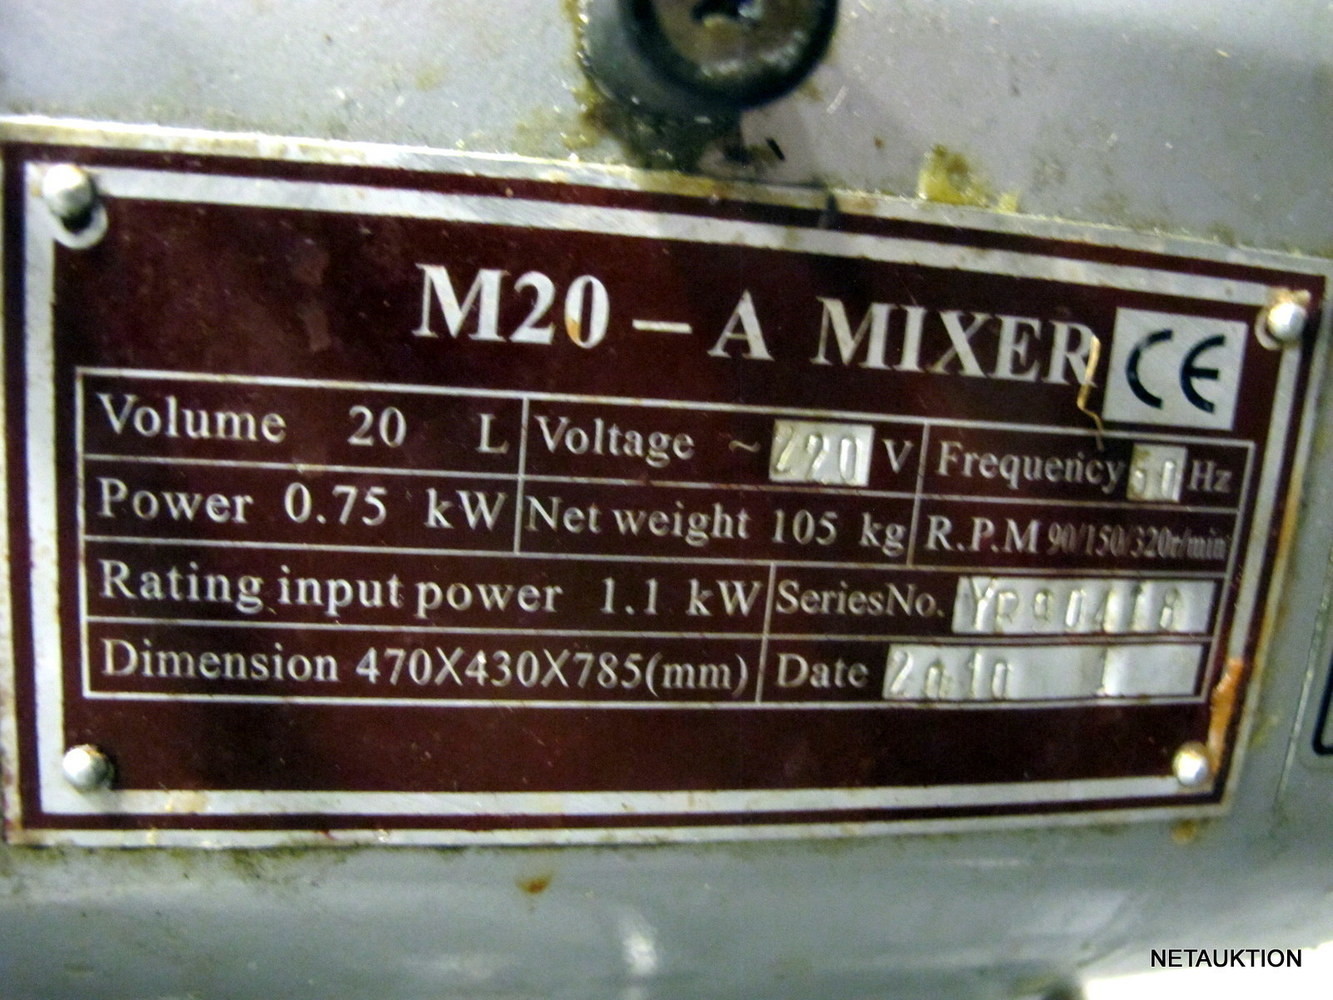 M20-A MIXER CE
Volume 20 L Voltage ~220 V Frequency 50 Hz
Power 0.75 kW Net weight 105 kg R.P.M 90/150/320r/min
Rating input power 1.1 kW SeriesNo.
Dimension 470X430X785(mm) Date 2010 1
NETAUKTION